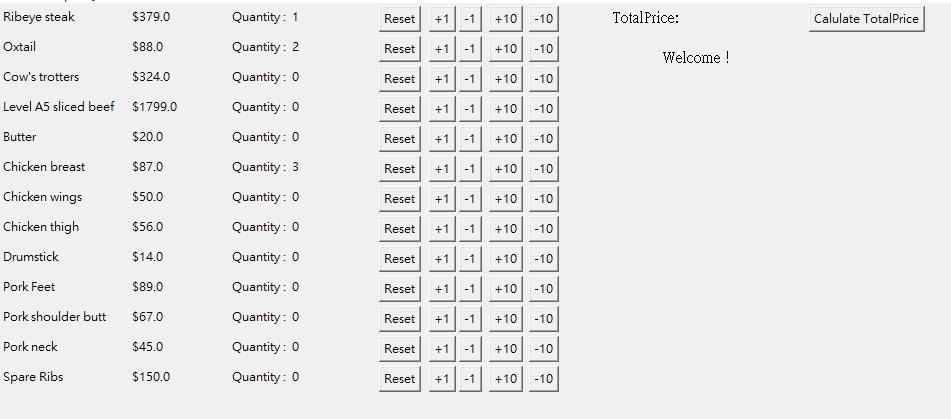 Ribeye steak $379.0 Quantity : 1 Reset +1 -1 +10 -10 TotalPrice: Calulate TotalPrice
Oxtail $88.0 Quantity : 2 Reset +1 -1 +10 -10
Welcome !
Cow's trotters $324.0 Quantity : 0 Reset +1 -1 +10 -10
Level A5 sliced beef $1799.0 Quantity : 0 Reset +1 -1 +10 -10
Butter $20.0 Quantity : 0 Reset +1 -1 +10 -10
Chicken breast $87.0 Quantity : 3 Reset +1 -1 +10 -10
Chicken wings $50.0 Quantity : 0 Reset +1 -1 +10 -10
Chicken thigh $56.0 Quantity : 0 Reset +1 -1 +10 -10
Drumstick $14.0 Quantity : 0 Reset +1 -1 +10 -10
Pork Feet $89.0 Quantity : 0 Reset +1 -1 +10 -10
Pork shoulder butt $67.0 Quantity : 0 Reset +1 -1 +10 -10
Pork neck $45.0 Quantity : 0 Reset +1 -1 +10 -10
Spare Ribs $150.0 Quantity : 0 Reset +1 -1 +10 -10